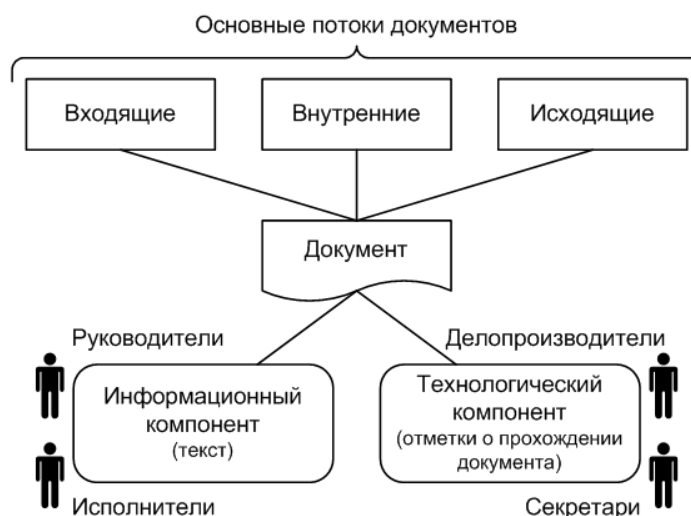 Основные потоки документов
Входящие
Внутренние
Исходящие
Документ
Руководители
Делопроизводители
Информационный
компонент
(текст)
Технологический
компонент
(отметки о прохождении
документа)
Исполнители
Секретари